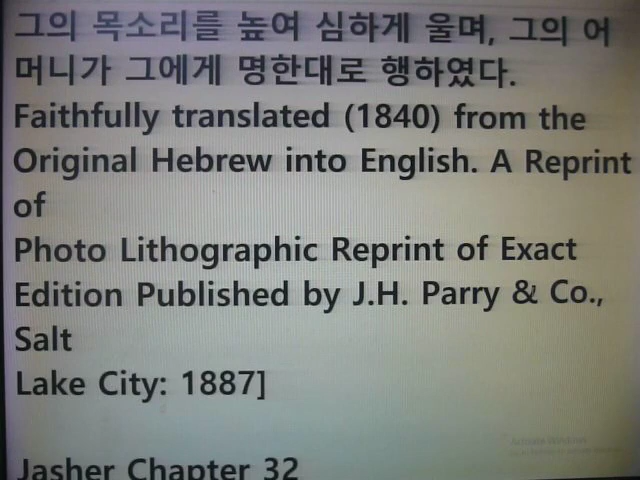 그의 목소리를 높여 심하게 울며, 그의 어
머니가 그에게 명한대로 행하였다.
Faithfully translated (1840) from the
Original Hebrew into English. A Reprint
of
Photo Lithographic Reprint of Exact
Edition Published by J.H. Parry & Co.,
Salt
Lake City: 1887]
Jasher Chapter 32
Activate Windows